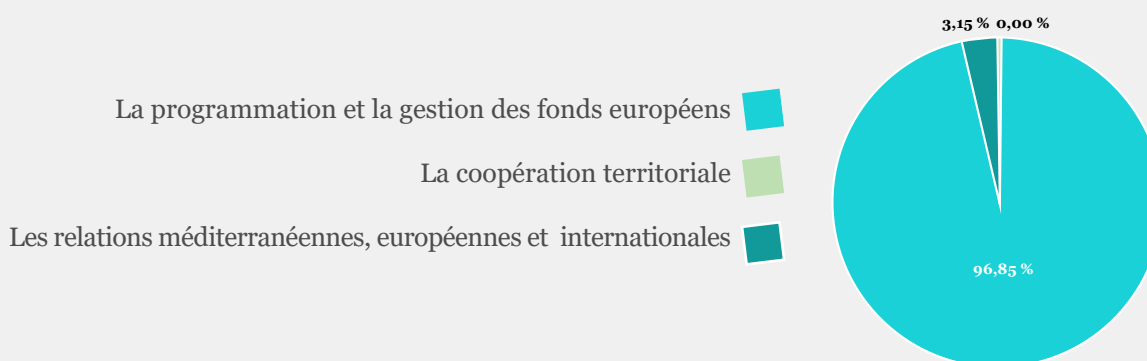 3,15 % 0,00 %
La programmation et la gestion des fonds européens
La coopération territoriale
Les relations méditerranéennes, européennes et internationales
96,85 %